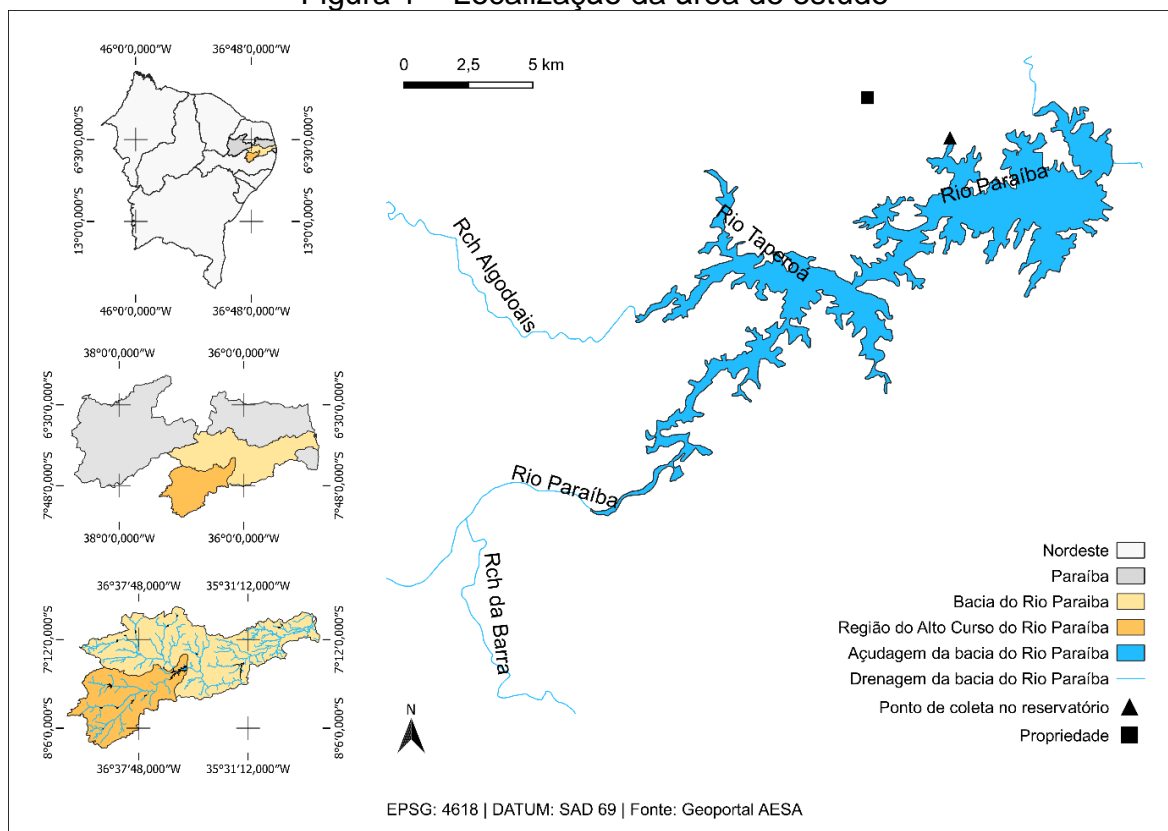 Figura 1 – Localização da área de estudo
46°0′0,000″W
36°48′0,000″W
6°30′0,000″S
6°30′0,000″S
13°0′0,000″S
13°0′0,000″S
46°0′0,000″W
36°48′0,000″W
38°0′0,000″W
36°0′0,000″W
6°30′0,000″S
6°30′0,000″S
7°48′0,000″S
7°48′0,000″S
38°0′0,000″W
36°0′0,000″W
36°37′48,000″W
35°31′12,000″W
7°12′0,000″S
7°12′0,000″S
8°6′0,000″S
8°6′0,000″S
36°37′48,000″W
35°31′12,000″W
0 2,5 5 km
Rio Paraíba
Rio Taperoa
Rch Algodoais
Rio Paraíba
Rch da Barra
N
Nordeste
Paraíba
Bacia do Rio Paraiba
Região do Alto Curso do Rio Paraíba
Açudagem da bacia do Rio Paraíba
Drenagem da bacia do Rio Paraíba
Ponto de coleta no reservatório
Propriedade
EPSG: 4618 | DATUM: SAD 69 | Fonte: Geoportal AESA